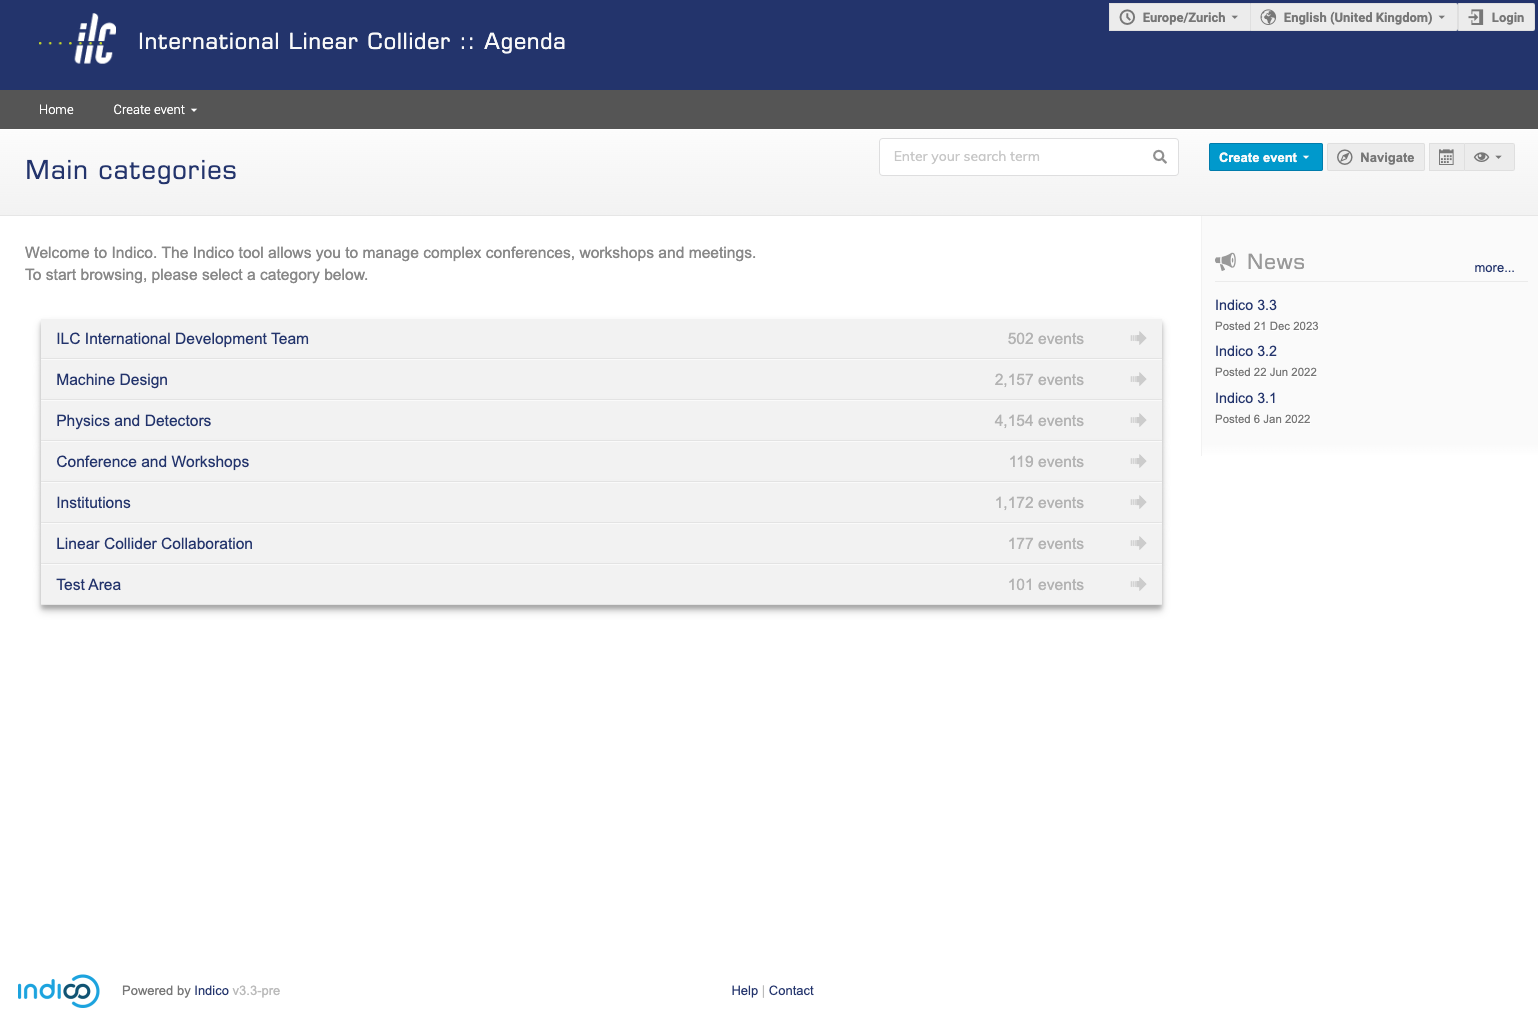 ilc
International Linear Collider :: Agenda
Europe/Zurich
English (United Kingdom)
Login
Home
Create event
Main categories
Enter your search term
Create event
Navigate
Welcome to Indico. The Indico tool allows you to manage complex conferences, workshops and meetings.
To start browsing, please select a category below.
ILC International Development Team 502 events
Machine Design 2,157 events
Physics and Detectors 4,154 events
Conference and Workshops 119 events
Institutions 1,172 events
Linear Collider Collaboration 177 events
Test Area 101 events
News
more...
Indico 3.3
Posted 21 Dec 2023
Indico 3.2
Posted 22 Jun 2022
Indico 3.1
Posted 6 Jan 2022
indico
Powered by Indico v3.3-pre
Help | Contact